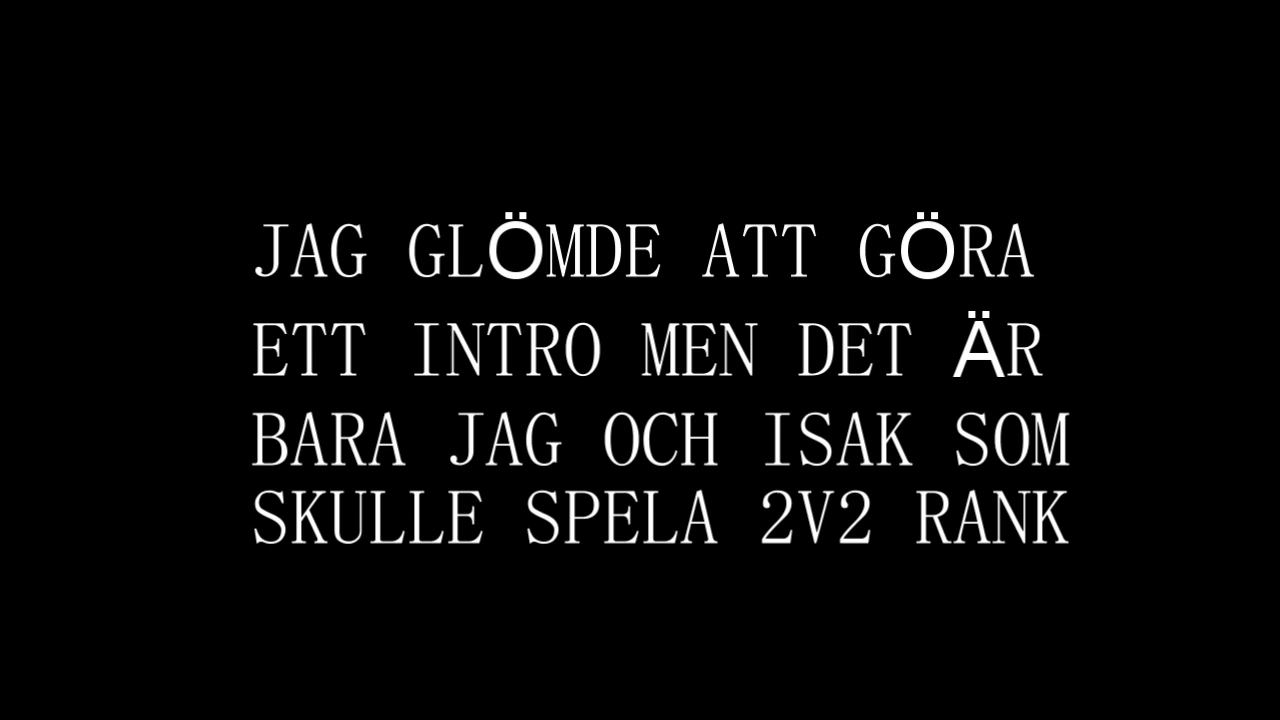 JAG GLÖMDE ATT GÖRA
ETT INTRO MEN DET ÄR
BARA JAG OCH ISAK SOM
SKULLE SPELA 2V2 RANK